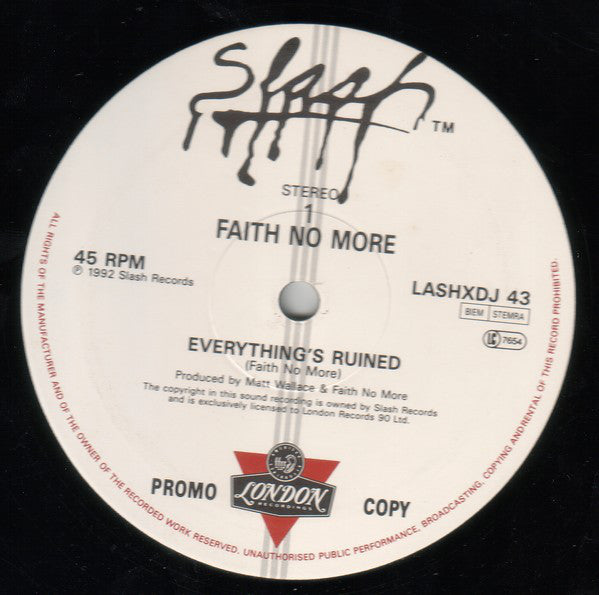 Slash
TM
STEREO
1
FAITH NO MORE
45 RPM
℗ 1992 Slash Records
LASHXDJ 43
BIEM STEMRA
LC 7654
EVERYTHING'S RUINED
(Faith No More)
Produced by Matt Wallace & Faith No More
The copyright in this sound recording is owned by Slash Records
and is exclusively licensed to London Records 90 Ltd.
PROMO
LONDON
RECORDINGS
COPY
ALL RIGHTS OF THE MANUFACTURER AND OF THE OWNER OF THE RECORDED WORK RESERVED. UNAUTHORISED PUBLIC PERFORMANCE, BROADCASTING, COPYING ANDRENTAL OF THIS RECORD PROHIBITED.